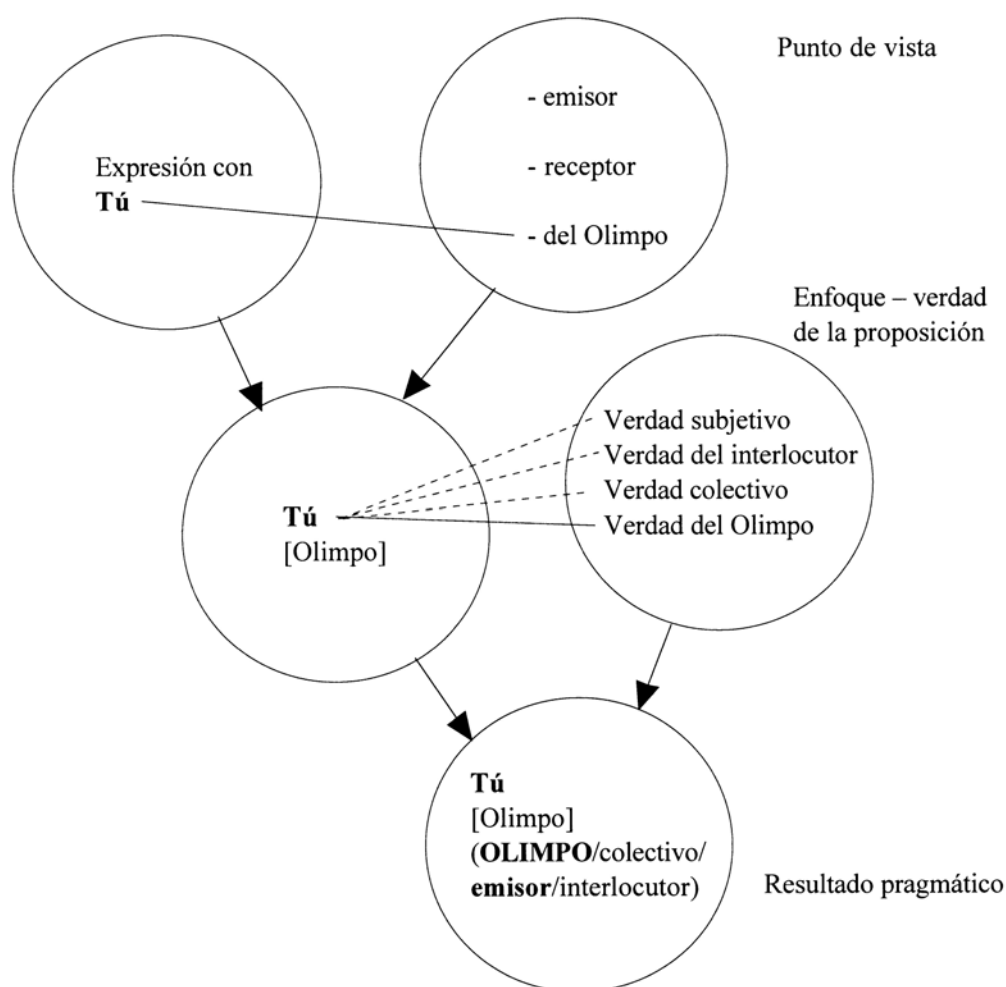 Punto de vista
- emisor
- receptor
- del Olimpo
Expresión con
Tú
Enfoque – verdad
de la proposición
Verdad subjetivo
Verdad del interlocutor
Verdad colectivo
Verdad del Olimpo
Tú
[Olimpo]
Tú
[Olimpo]
(OLIMPO/colectivo/
emisor/interlocutor)
Resultado pragmático